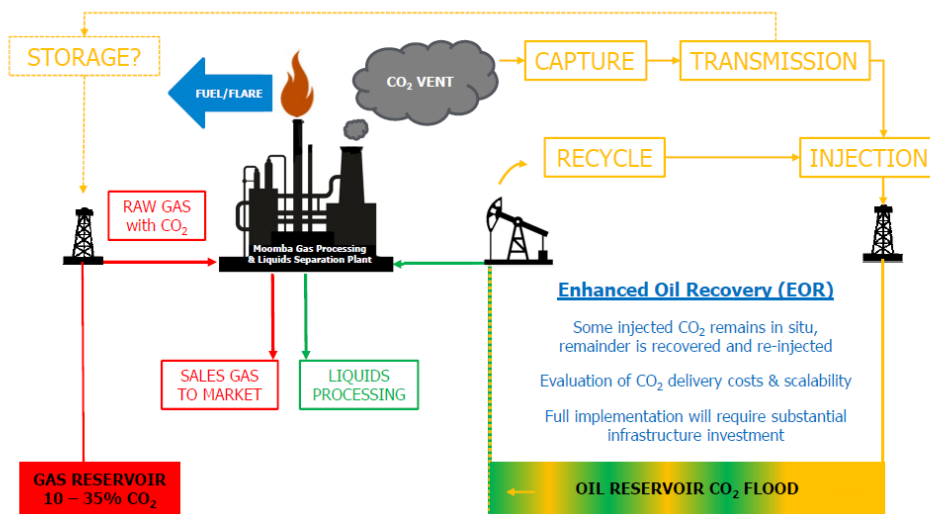 STORAGE?
FUEL/FLARE
CO₂ VENT
CAPTURE
TRANSMISSION
RECYCLE
INJECTION
RAW GAS
with CO₂
Moomba Gas Processing
& Liquids Separation Plant
SALES GAS
TO MARKET
LIQUIDS
PROCESSING
Enhanced Oil Recovery (EOR)
Some injected CO₂ remains in situ,
remainder is recovered and re-injected
Evaluation of CO₂ delivery costs & scalability
Full implementation will require substantial
infrastructure investment
GAS RESERVOIR
10 – 35% CO₂
OIL RESERVOIR CO₂ FLOOD